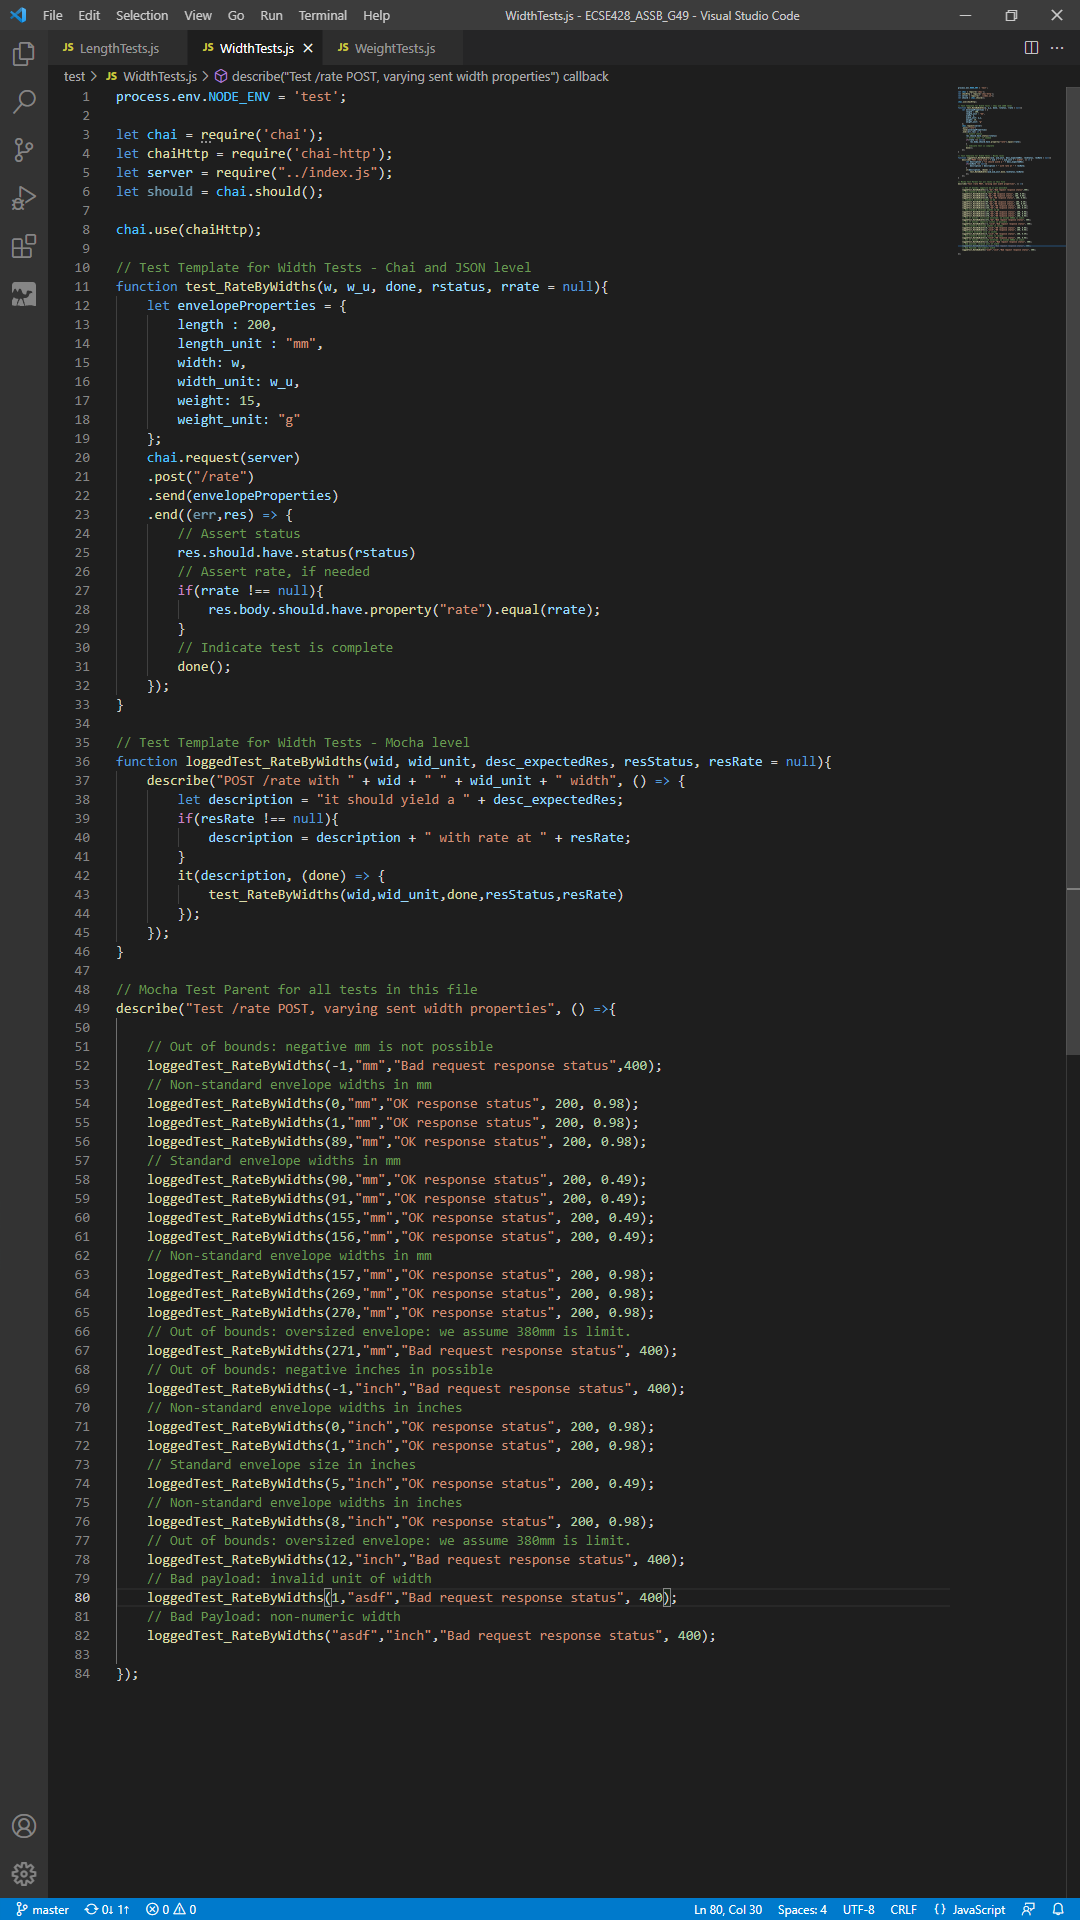 File Edit Selection View Go Run Terminal Help WidthTests.js - ECSE428_ASSB_G49 - Visual Studio Code
JS LengthTests.js JS WidthTests.js JS WeightTests.js
test > JS WidthTests.js > describe("Test /rate POST, varying sent width properties") callback
1 process.env.NODE_ENV = 'test';
2
3 let chai = require('chai');
4 let chaiHttp = require('chai-http');
5 let server = require("../index.js");
6 let should = chai.should();
7
8 chai.use(chaiHttp);
9
10 // Test Template for Width Tests - Chai and JSON level
11 function test_RateByWidths(w, w_u, done, rstatus, rrate = null){
12 let envelopeProperties = {
13 length : 200,
14 length_unit : "mm",
15 width: w,
16 width_unit: w_u,
17 weight: 15,
18 weight_unit: "g"
19 };
20 chai.request(server)
21 .post("/rate")
22 .send(envelopeProperties)
23 .end((err,res) => {
24 // Assert status
25 res.should.have.status(rstatus)
26 // Assert rate, if needed
27 if(rrate !== null){
28 res.body.should.have.property("rate").equal(rrate);
29 }
30 // Indicate test is complete
31 done();
32 });
33 }
34
35 // Test Template for Width Tests - Mocha level
36 function loggedTest_RateByWidths(wid, wid_unit, desc_expectedRes, resStatus, resRate = null){
37 describe("POST /rate with " + wid + " " + wid_unit + " width", () => {
38 let description = "it should yield a " + desc_expectedRes;
39 if(resRate !== null){
40 description = description + " with rate at " + resRate;
41 }
42 it(description, (done) => {
43 test_RateByWidths(wid,wid_unit,done,resStatus,resRate)
44 });
45 });
46 }
47
48 // Mocha Test Parent for all tests in this file
49 describe("Test /rate POST, varying sent width properties", () =>{
50
51 // Out of bounds: negative mm is not possible
52 loggedTest_RateByWidths(-1,"mm","Bad request response status",400);
53 // Non-standard envelope widths in mm
54 loggedTest_RateByWidths(0,"mm","OK response status", 200, 0.98);
55 loggedTest_RateByWidths(1,"mm","OK response status", 200, 0.98);
56 loggedTest_RateByWidths(89,"mm","OK response status", 200, 0.98);
57 // Standard envelope widths in mm
58 loggedTest_RateByWidths(90,"mm","OK response status", 200, 0.49);
59 loggedTest_RateByWidths(91,"mm","OK response status", 200, 0.49);
60 loggedTest_RateByWidths(155,"mm","OK response status", 200, 0.49);
61 loggedTest_RateByWidths(156,"mm","OK response status", 200, 0.49);
62 // Non-standard envelope widths in mm
63 loggedTest_RateByWidths(157,"mm","OK response status", 200, 0.98);
64 loggedTest_RateByWidths(269,"mm","OK response status", 200, 0.98);
65 loggedTest_RateByWidths(270,"mm","OK response status", 200, 0.98);
66 // Out of bounds: oversized envelope: we assume 380mm is limit.
67 loggedTest_RateByWidths(271,"mm","Bad request response status", 400);
68 // Out of bounds: negative inches in possible
69 loggedTest_RateByWidths(-1,"inch","Bad request response status", 400);
70 // Non-standard envelope widths in inches
71 loggedTest_RateByWidths(0,"inch","OK response status", 200, 0.98);
72 loggedTest_RateByWidths(1,"inch","OK response status", 200, 0.98);
73 // Standard envelope size in inches
74 loggedTest_RateByWidths(5,"inch","OK response status", 200, 0.49);
75 // Non-standard envelope widths in inches
76 loggedTest_RateByWidths(8,"inch","OK response status", 200, 0.98);
77 // Out of bounds: oversized envelope: we assume 380mm is limit.
78 loggedTest_RateByWidths(12,"inch","Bad request response status", 400);
79 // Bad payload: invalid unit of width
80 loggedTest_RateByWidths(1,"asdf","Bad request response status", 400);
81 // Bad Payload: non-numeric width
82 loggedTest_RateByWidths("asdf","inch","Bad request response status", 400);
83
84 });
master 0↓ 1↑ 0 0 Ln 80, Col 30 Spaces: 4 UTF-8 CRLF {} JavaScript